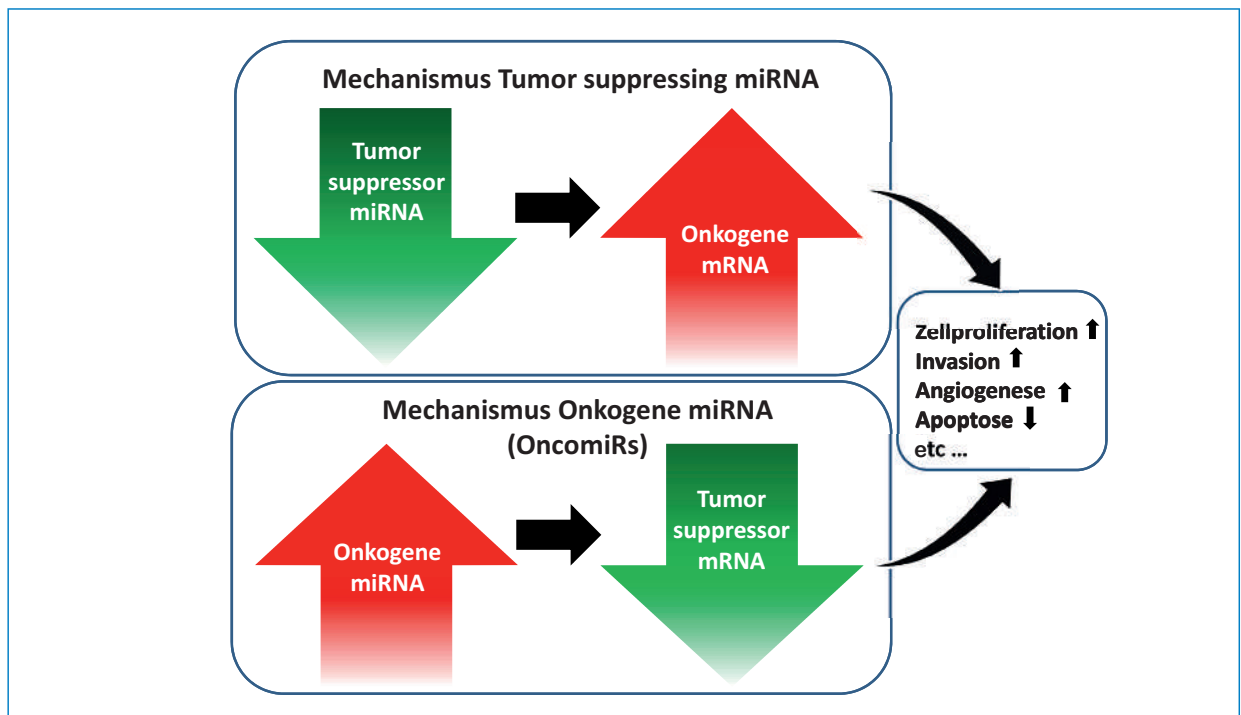 Mechanismus Tumor suppressing miRNA
Tumor
suppressor
miRNA
Onkogene
mRNA
Zellproliferation ⬆
Invasion ⬆
Angiogenese ⬆
Apoptose ⬇
etc ...
Mechanismus Onkogene miRNA
(OncomiRs)
Onkogene
miRNA
Tumor
suppressor
mRNA